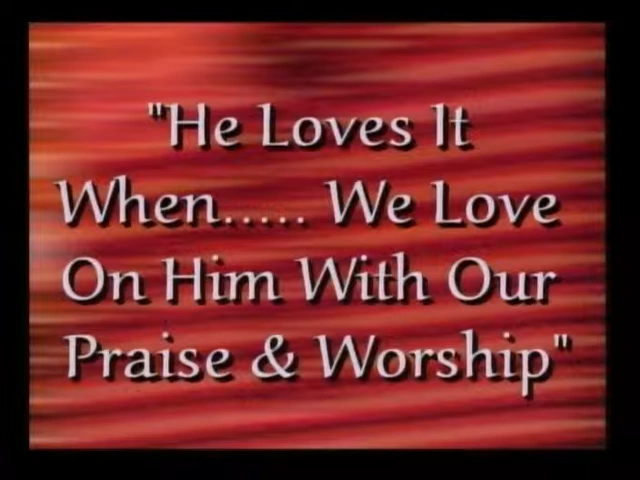 "He Loves It
When..... We Love
On Him With Our
Praise & Worship"